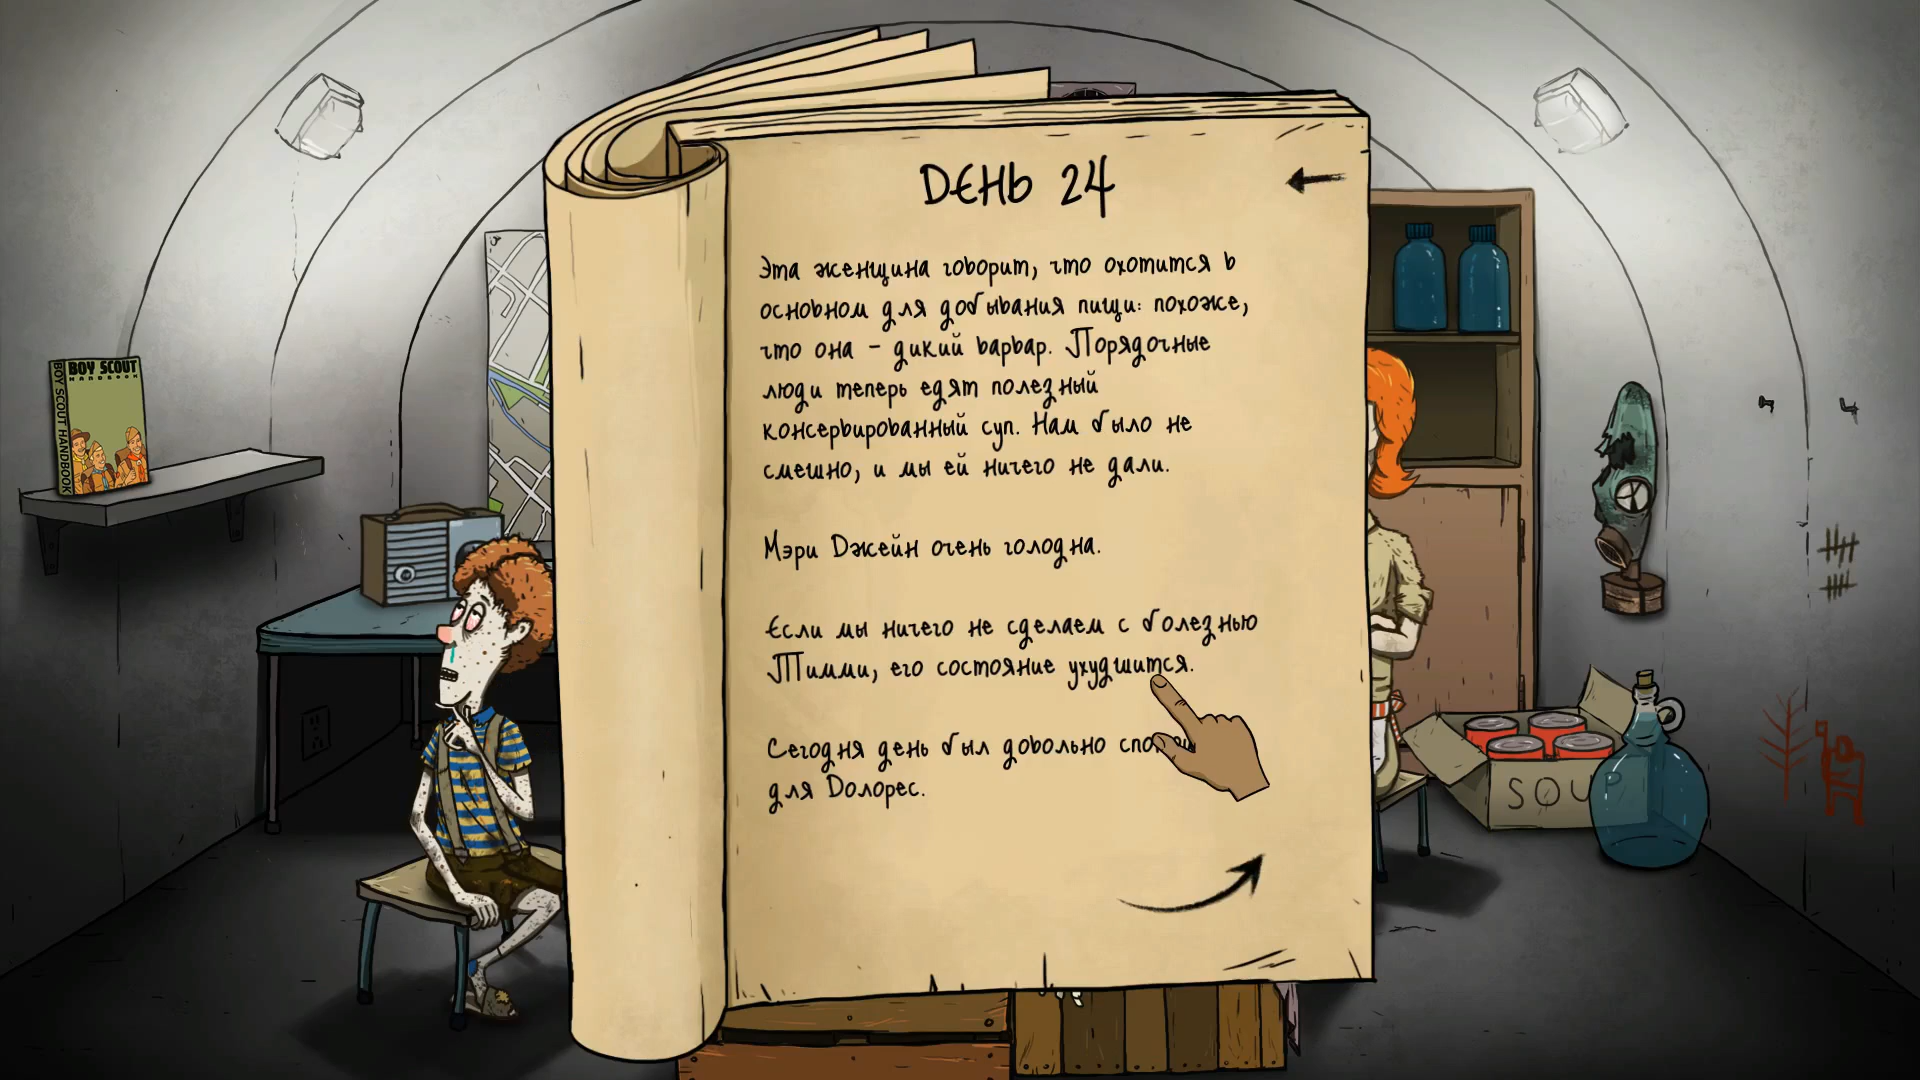 BOY SCOUT
HANDBOOK
BOY SCOUT HANDBOOK
ДЕНЬ 24
Эта женщина говорит, что охотится в
основном для добывания пищи: похоже,
что она - дикий варвар. Порядочные
люди теперь едят полезный
консервированный суп. Нам было не
смешно, и мы ей ничего не дали.
Мэри Джейн очень голодна.
Если мы ничего не сделаем с болезнью
Тимми, его состояние ухудшится.
Сегодня день был довольно
для Долорес.
SOUP